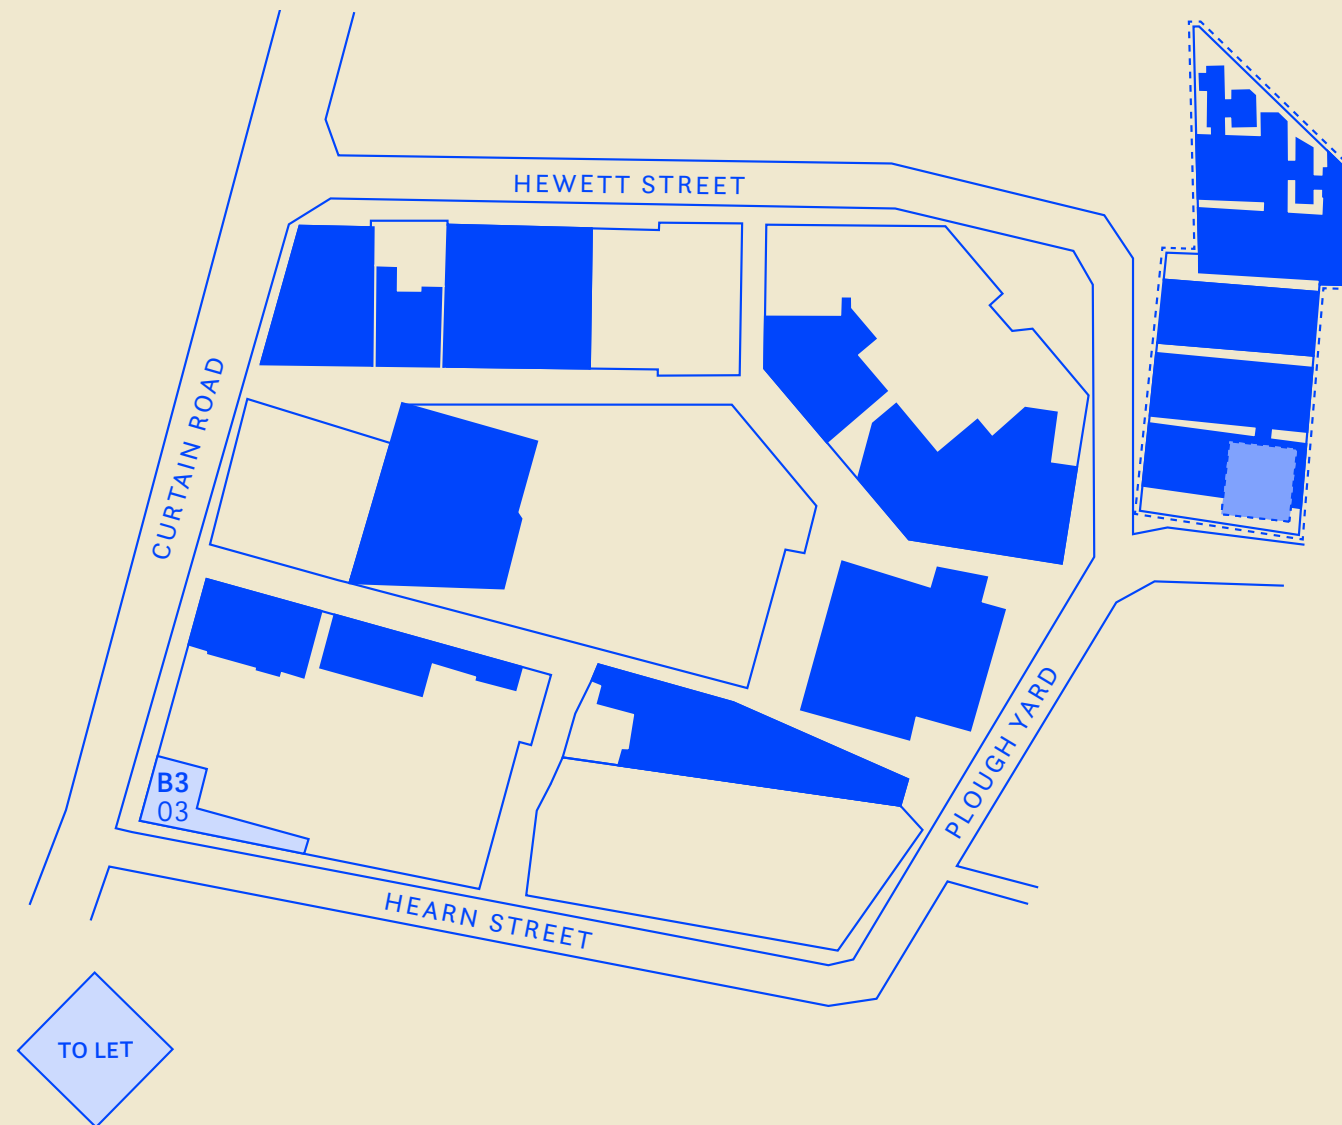 HEWETT STREET
CURTAIN ROAD
PLOUGH YARD
B3
03
HEARN STREET
TO LET